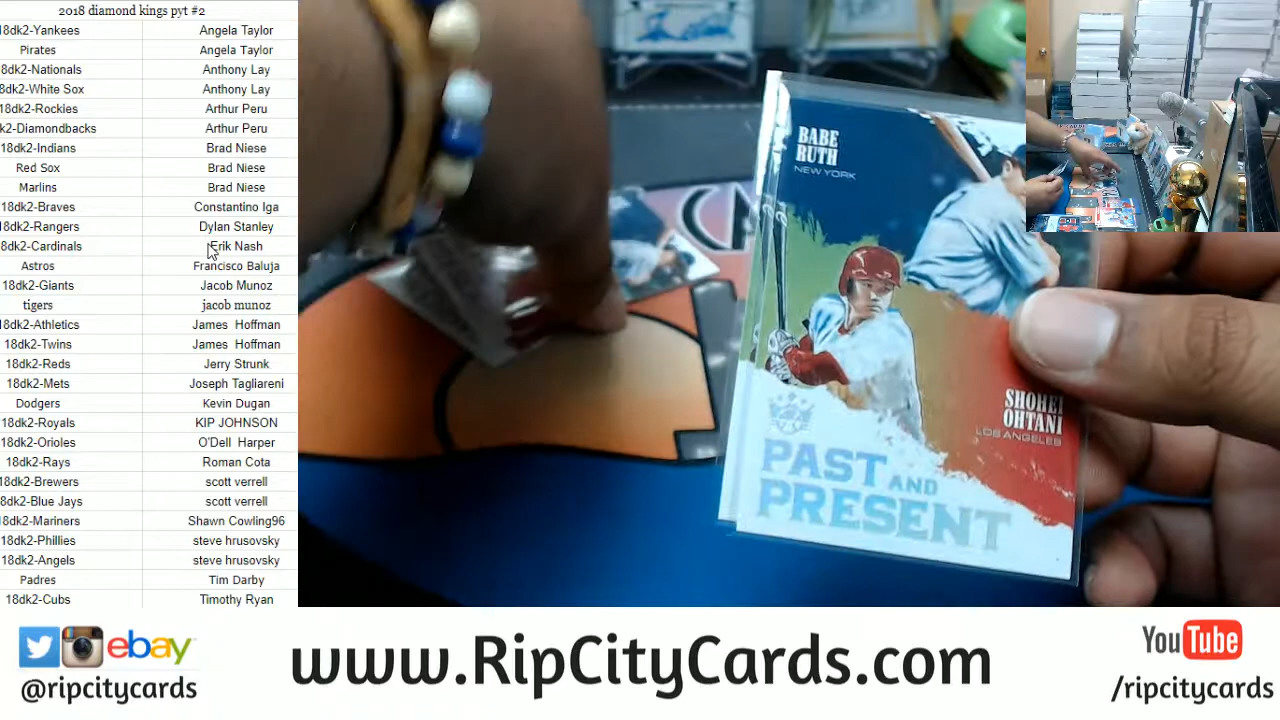 2018 diamond kings pyt #2
18dk2-Yankees Angela Taylor
Pirates Angela Taylor
8dk2-Nationals Anthony Lay
8dk2-White Sox Anthony Lay
18dk2-Rockies Arthur Peru
k2-Diamondbacks Arthur Peru
18dk2-Indians Brad Niese
Red Sox Brad Niese
Marlins Brad Niese
18dk2-Braves Constantino Iga
18dk2-Rangers Dylan Stanley
8dk2-Cardinals Erik Nash
Astros Francisco Baluja
18dk2-Giants Jacob Munoz
tigers jacob munoz
18dk2-Athletics James Hoffman
18dk2-Twins James Hoffman
18dk2-Reds Jerry Strunk
18dk2-Mets Joseph Tagliareni
Dodgers Kevin Dugan
18dk2-Royals KIP JOHNSON
18dk2-Orioles O'Dell Harper
18dk2-Rays Roman Cota
18dk2-Brewers scott verrell
8dk2-Blue Jays scott verrell
8dk2-Mariners Shawn Cowling96
18dk2-Phillies steve hrusovsky
18dk2-Angels steve hrusovsky
Padres Tim Darby
18dk2-Cubs Timothy Ryan
CA
BABE
RUTH
NEW YORK
SHOHEI
OHTANI
LOS ANGELES
PAST AND
PRESENT
ebay
@ripcitycards
www.RipCityCards.com
YouTube
/ripcitycards